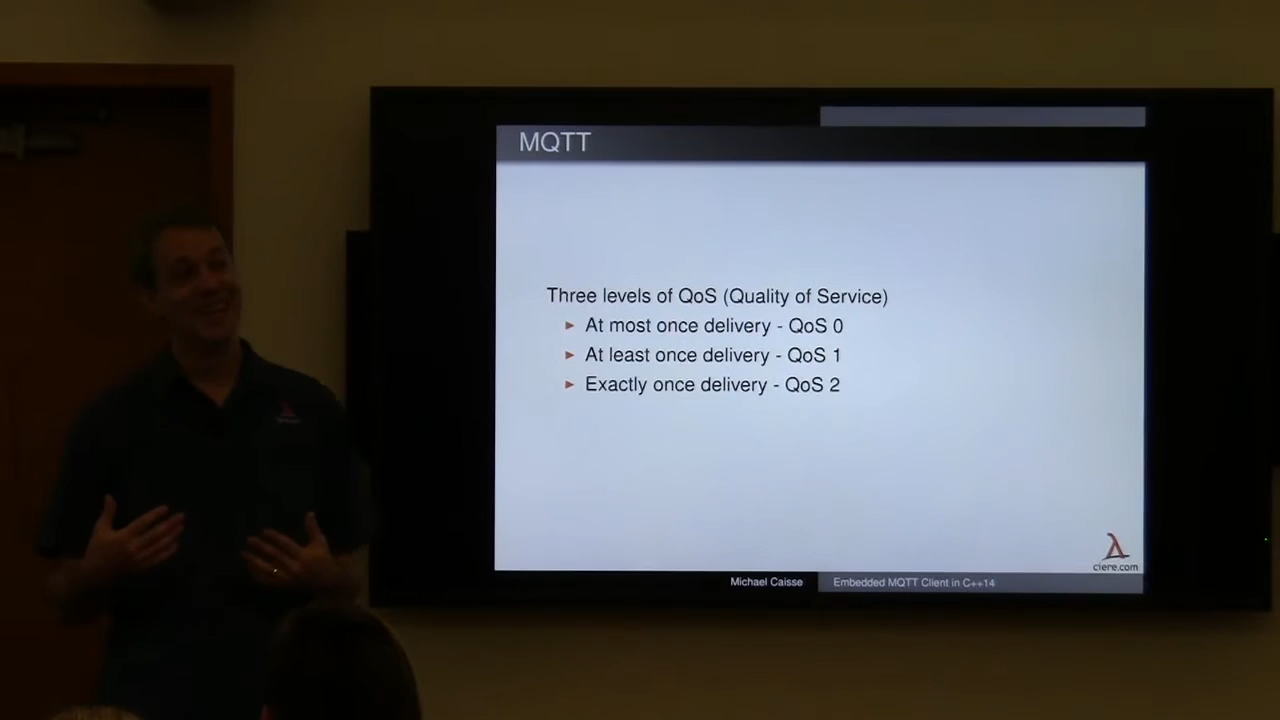 MQTT
Three levels of QoS (Quality of Service)
At most once delivery - QoS 0
At least once delivery - QoS 1
Exactly once delivery - QoS 2
ciere.com
Michael Caisse
Embedded MQTT Client in C++14